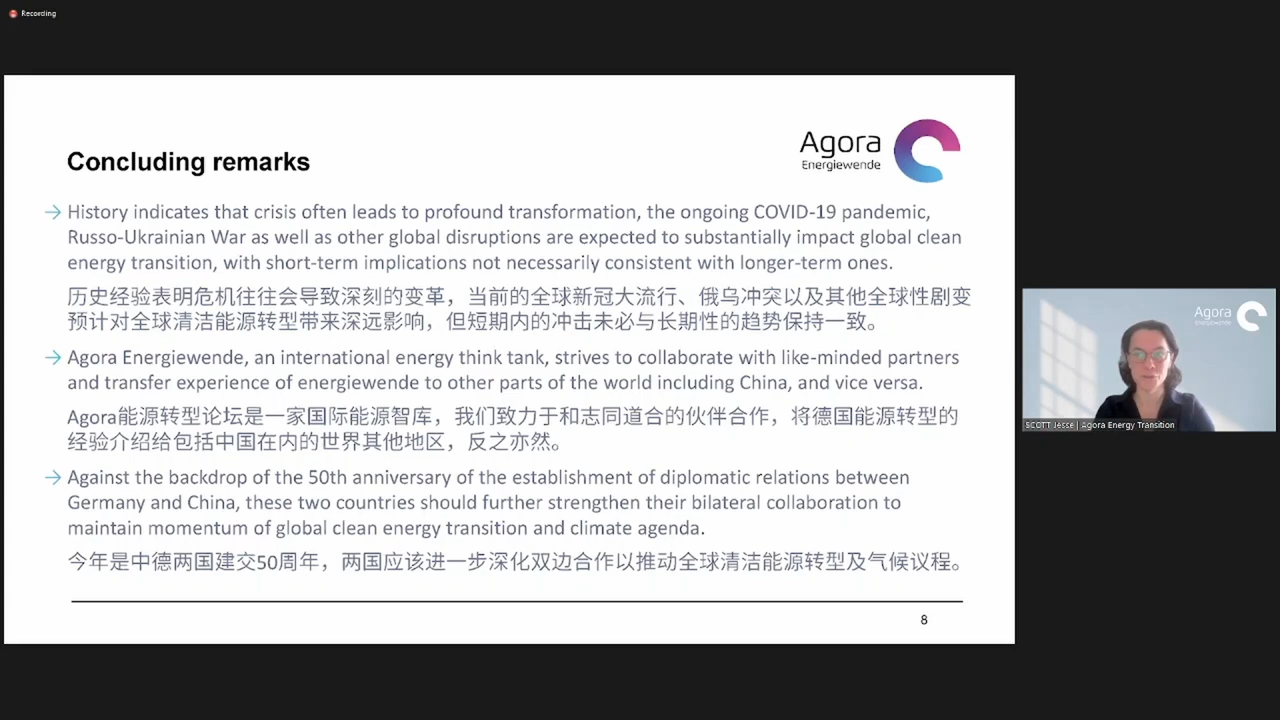 Recording
Agora
Energiewende
Concluding remarks
→ History indicates that crisis often leads to profound transformation, the ongoing COVID-19 pandemic,
Russo-Ukrainian War as well as other global disruptions are expected to substantially impact global clean
energy transition, with short-term implications not necessarily consistent with longer-term ones.
历史经验表明危机往往会导致深刻的变革，当前的全球新冠大流行、俄乌冲突以及其他全球性剧变
预计对全球清洁能源转型带来深远影响，但短期内的冲击未必与长期性的趋势保持一致。
→ Agora Energiewende, an international energy think tank, strives to collaborate with like-minded partners
and transfer experience of energiewende to other parts of the world including China, and vice versa.
Agora能源转型论坛是一家国际能源智库，我们致力于和志同道合的伙伴合作，将德国能源转型的
经验介绍给包括中国在内的世界其他地区，反之亦然。
→ Against the backdrop of the 50th anniversary of the establishment of diplomatic relations between
Germany and China, these two countries should further strengthen their bilateral collaboration to
maintain momentum of global clean energy transition and climate agenda.
今年是中德两国建交50周年，两国应该进一步深化双边合作以推动全球清洁能源转型及气候议程。
8
Agora
Energiewende
SCOTT Jesse | Agora Energy Transition